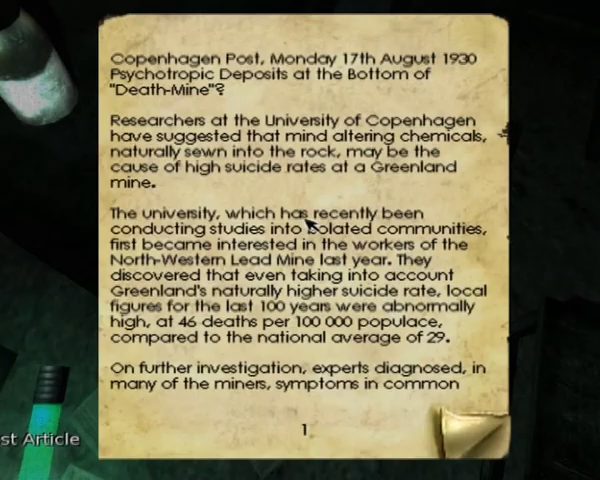 Copenhagen Post, Monday 17th August 1930
Psychotropic Deposits at the Bottom of
"Death-Mine"?
Researchers at the University of Copenhagen
have suggested that mind altering chemicals,
naturally sewn into the rock, may be the
cause of high suicide rates at a Greenland
mine.
The university, which has recently been
conducting studies into isolated communities,
first became interested in the workers of the
North-Western Lead Mine last year. They
discovered that even taking into account
Greenland's naturally higher suicide rate, local
figures for the last 100 years were abnormally
high, at 46 deaths per 100 000 populace,
compared to the national average of 29.
On further investigation, experts diagnosed, in
many of the miners, symptoms in common
1
st Article